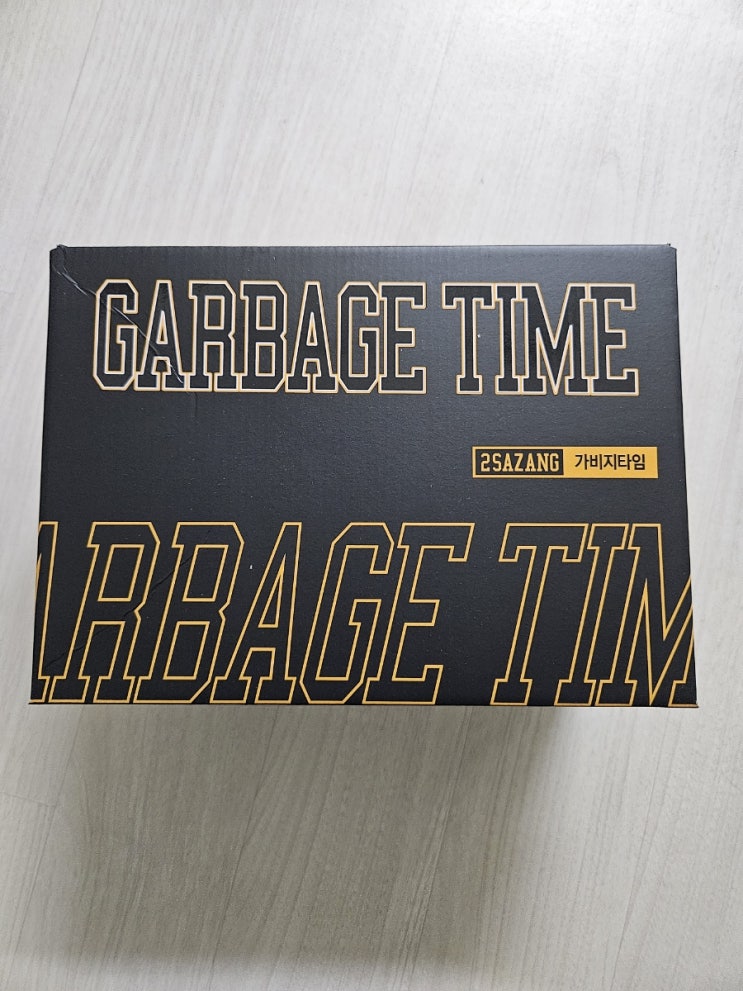 GARBAGE TIME
2SAZANG 가비지타임
ARBAGE TIM